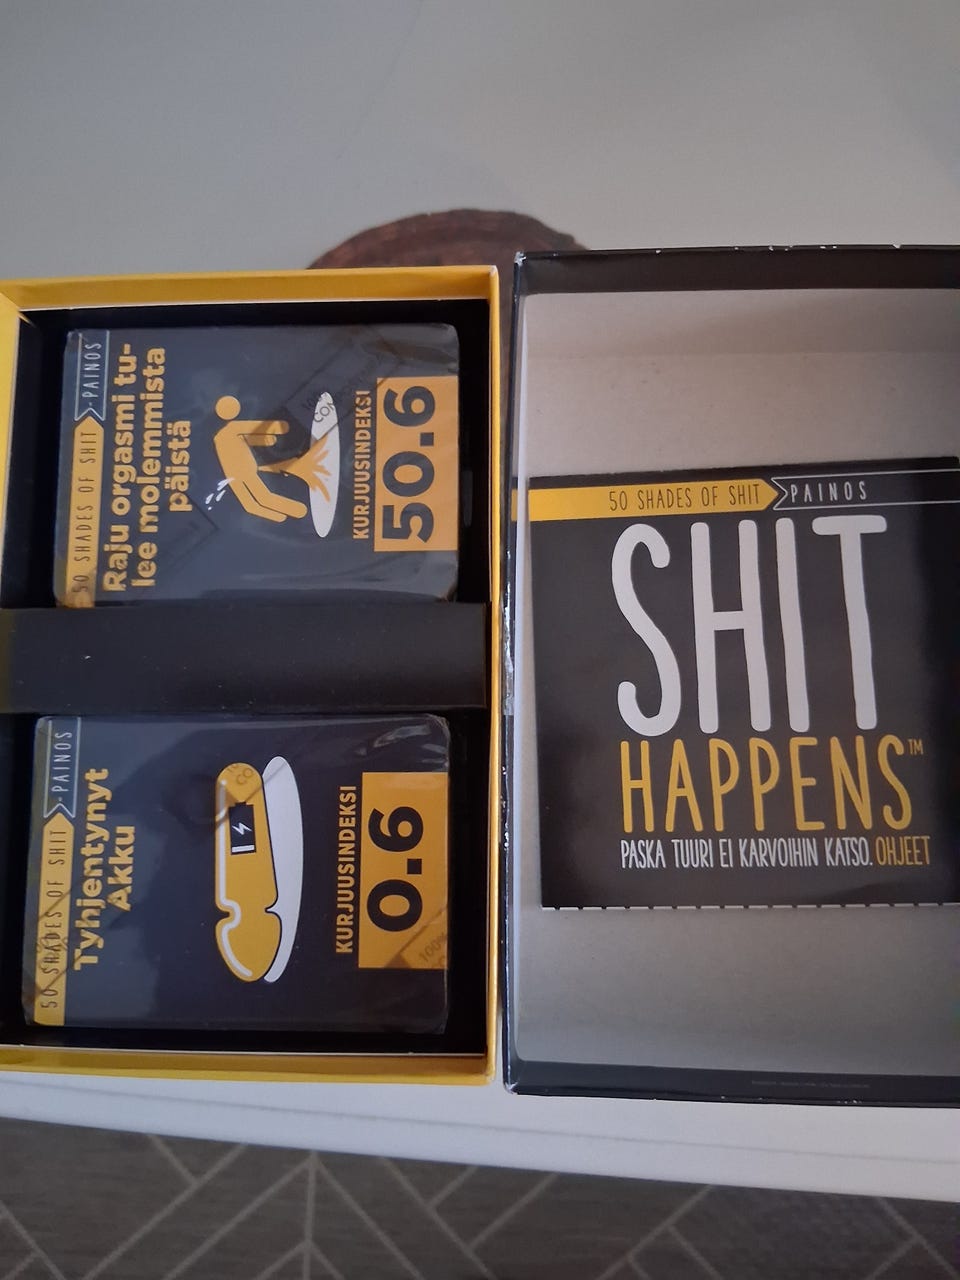 50 SHADES OF SHIT PAINOS
Raju orgasmi tu-
lee molemmista
päistä
KURJUUSINDEKSI
50.6
50 SHADES OF SHIT PAINOS
Tyhjentynyt
Akku
KURJUUSINDEKSI
0.6
50 SHADES OF SHIT PAINOS
SHIT
HAPPENS™
PASKA TUURI EI KARVOIHIN KATSO. OHJEET